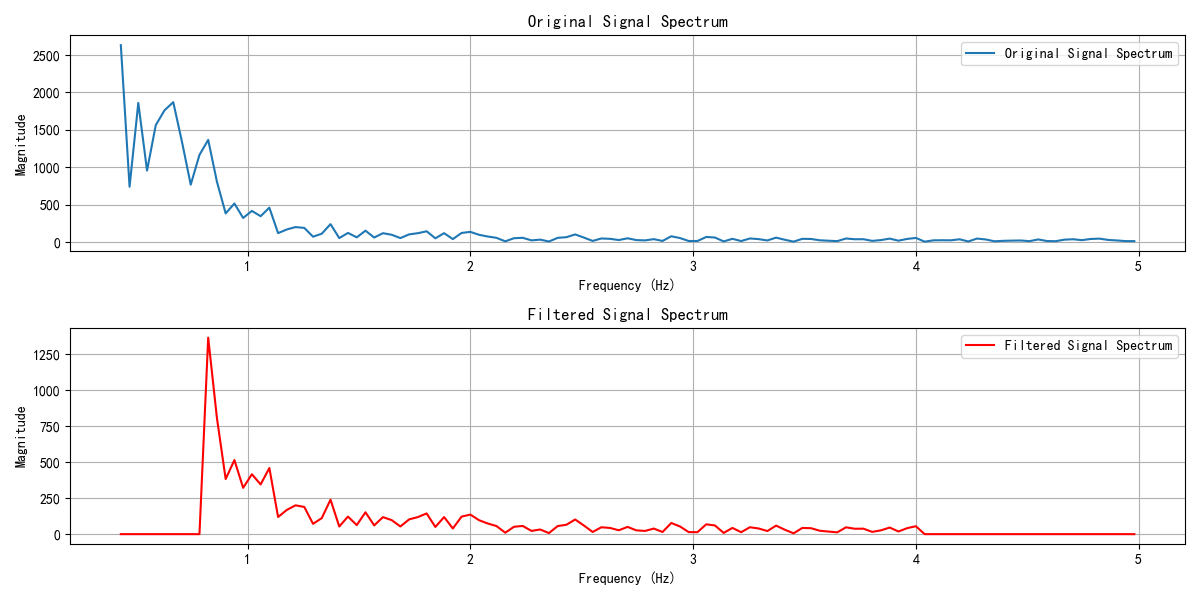 Original Signal Spectrum
Original Signal Spectrum
2500
2000
1500
1000
500
0
Magnitude
1 2 3 4 5
Frequency (Hz)
Filtered Signal Spectrum
Filtered Signal Spectrum
1250
1000
750
500
250
0
Magnitude
1 2 3 4 5
Frequency (Hz)